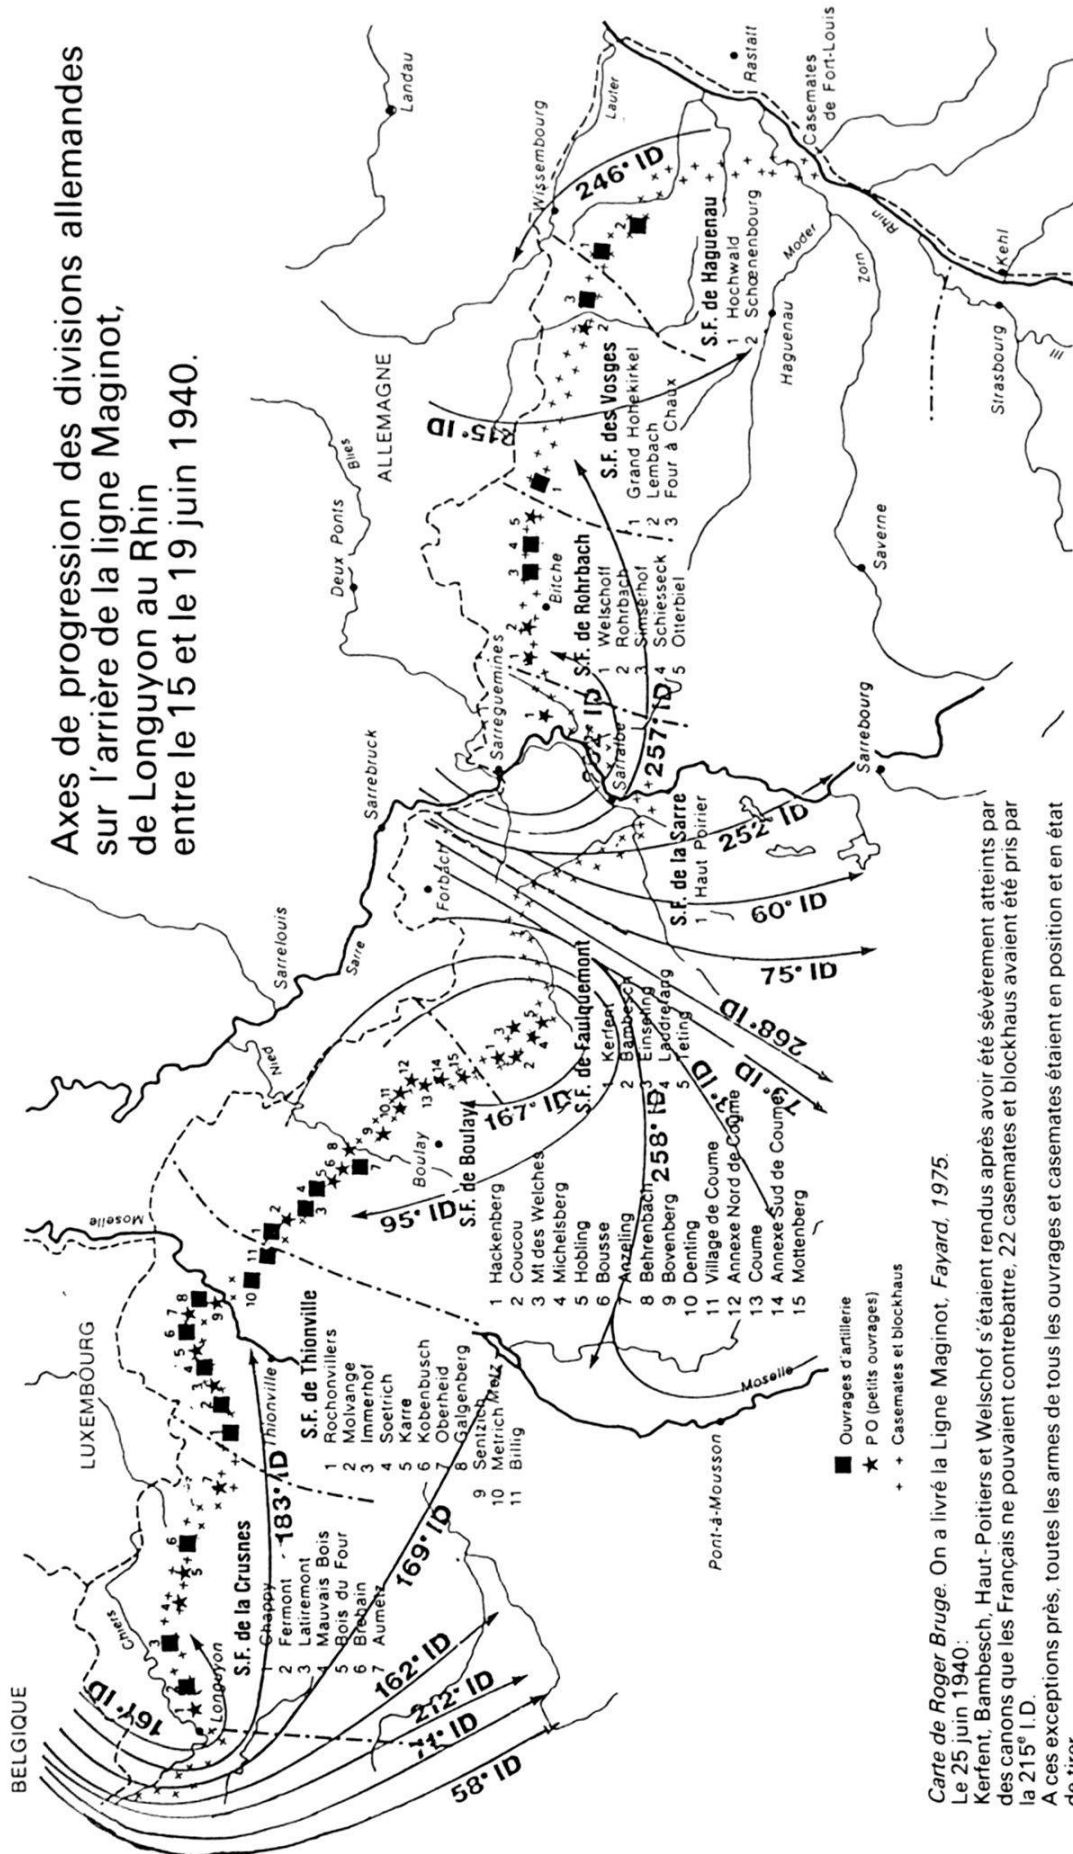 Axes de progression des divisions allemandes
sur l'arrière de la ligne Maginot,
de Longuyon au Rhin
entre le 15 et le 19 juin 1940.
BELGIQUE
LUXEMBOURG
ALLEMAGNE
Landau
Deux Ponts
Blies
Sarrebruck
Sarrelouis
Sarre
Nied
Moselle
Chiers
Longuyon
Thionville
Metz
Boulay
Forbach
Sarreguemines
Bitche
Wissembourg
Lauter
Rastatt
Casemates
de Fort-Louis
Rhin
Kehl
Strasbourg
Ill
Moder
Zorn
Haguenau
Saverne
Sarrebourg
Sarralbe
Moselle
Pont-à-Mousson
161° ID
183° ID
169° ID
162° ID
212° ID
71° ID
58° ID
95° ID
167° ID
258° ID
268° ID
75° ID
60° ID
252° ID
257° ID
215° ID
246° ID
S.F. de la Crusnes
1 Chappy
2 Fermont
3 Latiremont
4 Mauvais Bois
5 Bois du Four
6 Bréhain
7 Aumetz
S.F. de Thionville
1 Rochonvillers
2 Molvange
3 Immerhof
4 Soetrich
5 Karre
6 Kobenbusch
7 Oberheid
8 Galgenberg
9 Sentzich
10 Metrich
11 Billig
S.F. de Boulay
1 Hackenberg
2 Coucou
3 Mt des Welches
4 Michelsberg
5 Hobling
6 Bousse
7 Anzeling
8 Behrenbach
9 Bovenberg
10 Denting
11 Village de Coume
12 Annexe Nord de Coume
13 Coume
14 Annexe Sud de Coume
15 Mottenberg
S.F. de Faulquemont
1 Kerfent
2 Bambesch
3 Einseling
4 Laudrefang
5 Teting
S.F. de la Sarre
1 Haut Poirier
S.F. de Rohrbach
1 Welschoff
2 Rohrbach
3 Simserhof
4 Schiesseck
5 Otterbiel
S.F. des Vosges
1 Grand Hohekirkel
2 Lembach
3 Four à Chaux
S.F. de Haguenau
1 Hochwald
2 Schœnenbourg
Ouvrages d'artillerie
P O (petits ouvrages)
Casemates et blockhaus
Carte de Roger Bruge. On a livré la Ligne Maginot, Fayard, 1975.
Le 25 juin 1940:
Kerfent, Bambesch, Haut-Poitiers et Welschof s'étaient rendus après avoir été sévèrement atteints par
des canons que les Français ne pouvaient contrebattre, 22 casemates et blockhaus avaient été pris par
la 215e I.D.
A ces exceptions près, toutes les armes de tous les ouvrages et casemates étaient en position et en état
de tirer.